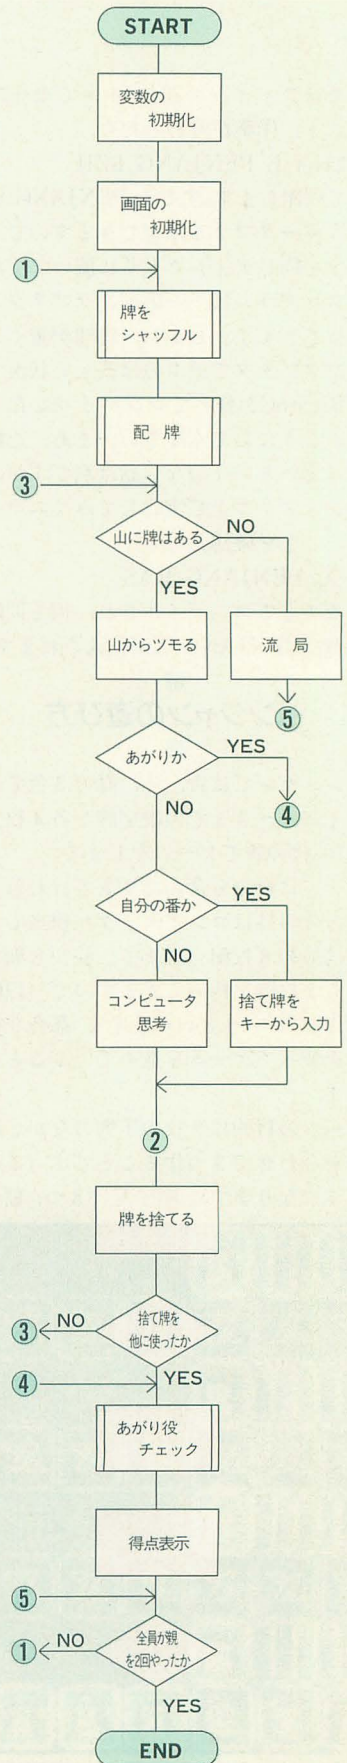 START
変数の
初期化
画面の
初期化
①
牌を
シャッフル
配 牌
③
山に牌はある
NO
YES
山からツモる
流 局
⑤
あがりか
YES
④
NO
自分の番か
YES
NO
コンピュータ
思考
捨て牌を
キーから入力
②
牌を捨てる
捨て牌を
他に使ったか
NO
③
YES
④
あがり役
チェック
得点表示
⑤
全員が親
を2回やったか
NO
①
YES
END